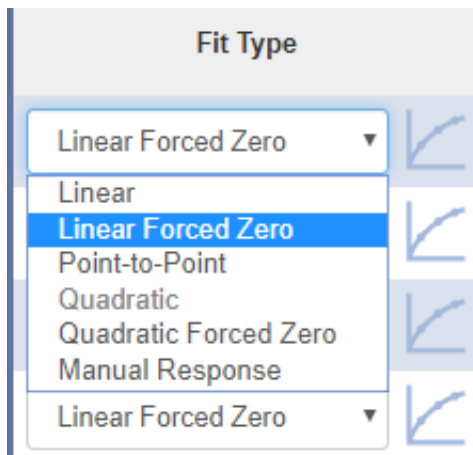 Fit Type
Linear Forced Zero
Linear
Linear Forced Zero
Point-to-Point
Quadratic
Quadratic Forced Zero
Manual Response
Linear Forced Zero